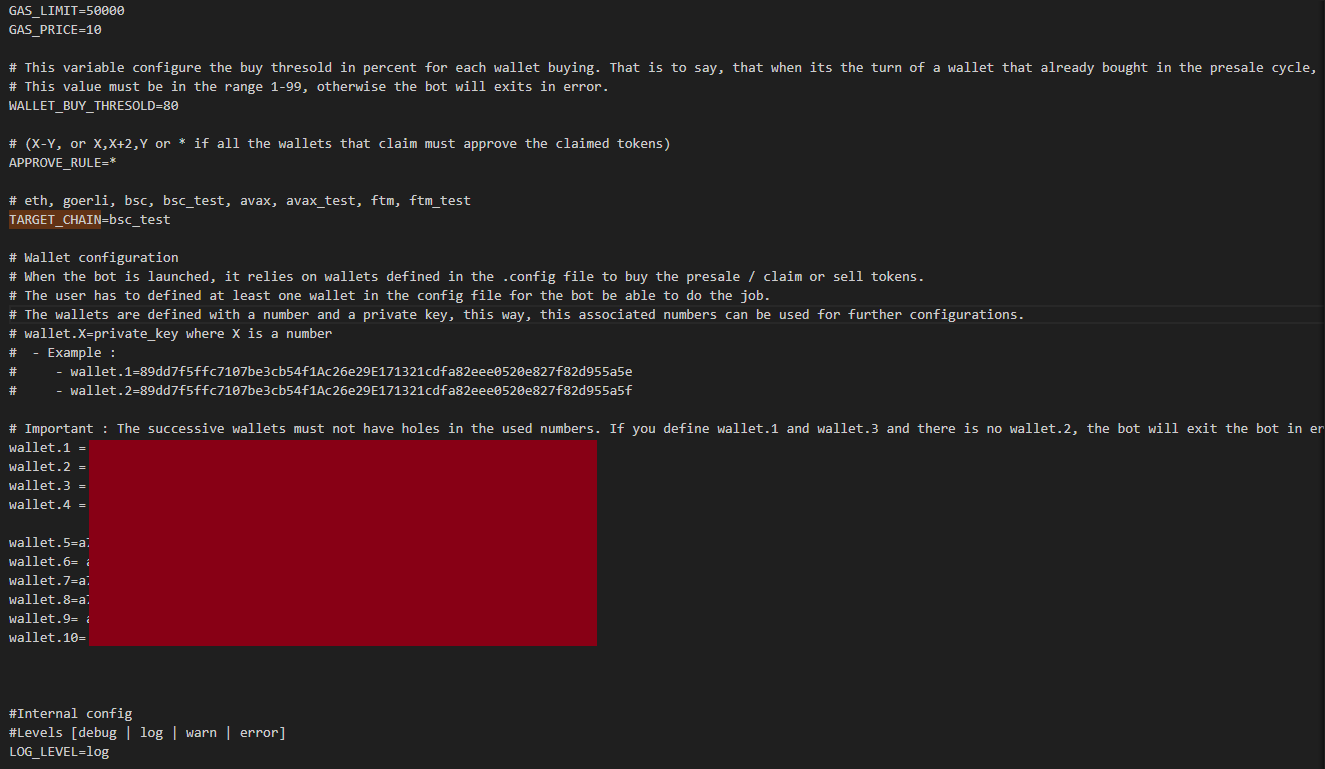 GAS_LIMIT=50000
GAS_PRICE=10
# This variable configure the buy thresold in percent for each wallet buying. That is to say, that when its the turn of a wallet that already bought in the presale cycle,
# This value must be in the range 1-99, otherwise the bot will exits in error.
WALLET_BUY_THRESOLD=80
# (X-Y, or X,X+2,Y or * if all the wallets that claim must approve the claimed tokens)
APPROVE_RULE=*
# eth, goerli, bsc, bsc_test, avax, avax_test, ftm, ftm_test
TARGET_CHAIN=bsc_test
# Wallet configuration
# When the bot is launched, it relies on wallets defined in the .config file to buy the presale / claim or sell tokens.
# The user has to defined at least one wallet in the config file for the bot be able to do the job.
# The wallets are defined with a number and a private key, this way, this associated numbers can be used for further configurations.
# wallet.X=private_key where X is a number
#  - Example :
#     - wallet.1=89dd7f5ffc7107be3cb54f1Ac26e29E171321cdfa82eee0520e827f82d955a5e
#     - wallet.2=89dd7f5ffc7107be3cb54f1Ac26e29E171321cdfa82eee0520e827f82d955a5f
# Important : The successive wallets must not have holes in the used numbers. If you define wallet.1 and wallet.3 and there is no wallet.2, the bot will exit the bot in er
wallet.1 =
wallet.2 =
wallet.3 =
wallet.4 =
wallet.5=a7
wallet.6= a
wallet.7=a7
wallet.8=a7
wallet.9= a
wallet.10=
#Internal config
#Levels [debug | log | warn | error]
LOG_LEVEL=log